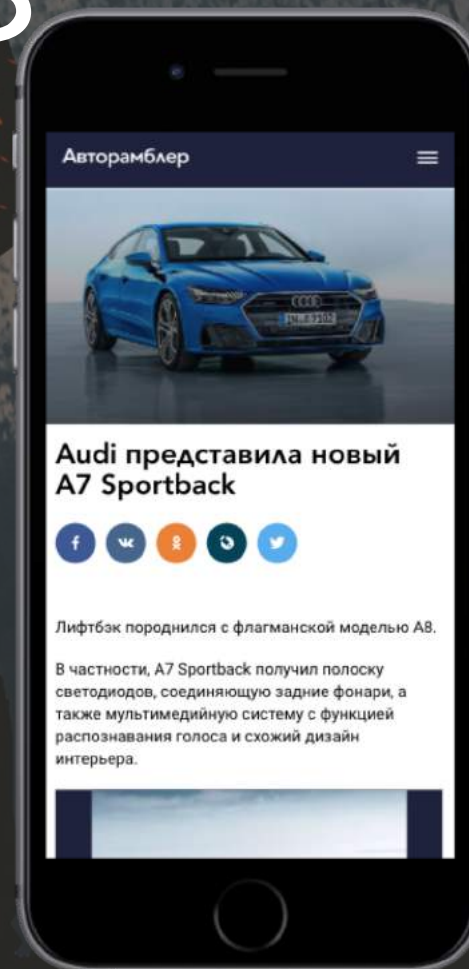 Авторамблер
Audi представила новый
A7 Sportback
Лифтбэк породнился с флагманской моделью A8.
В частности, A7 Sportback получил полоску
светодиодов, соединяющую задние фонари, а
также мультимедийную систему с функцией
распознавания голоса и схожий дизайн
интерьера.